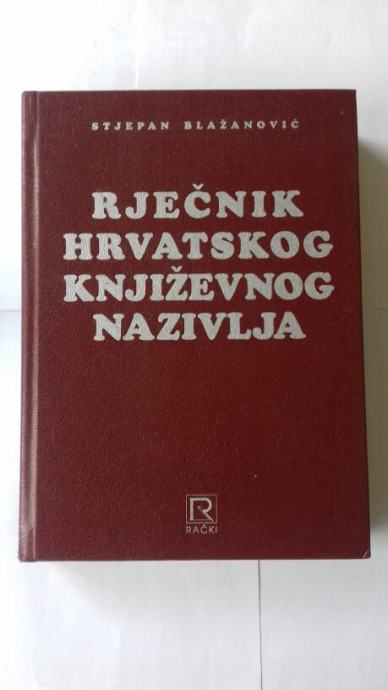 STJEPAN BLAŽANOVIĆ
RJEČNIK
HRVATSKOG
KNJIŽEVNOG
NAZIVLJA
R
RAČKI